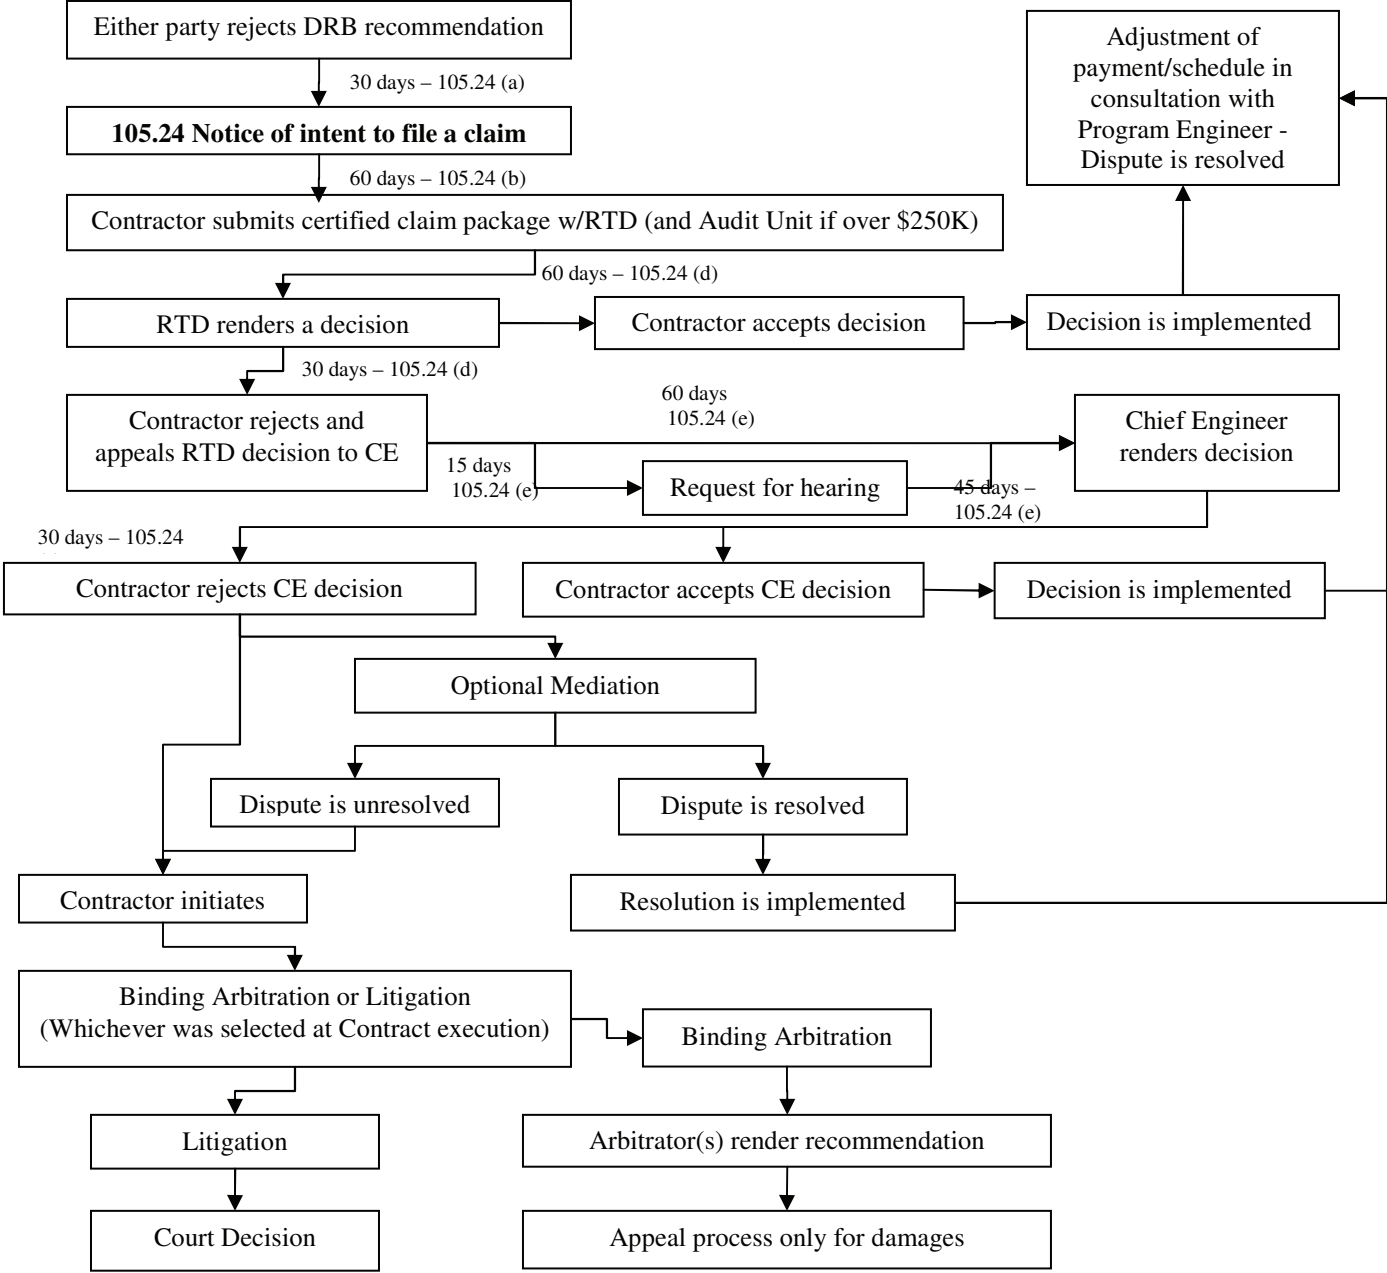 Either party rejects DRB recommendation
Adjustment of
payment/schedule in
consultation with
Program Engineer -
Dispute is resolved
30 days – 105.24 (a)
105.24 Notice of intent to file a claim
60 days – 105.24 (b)
Contractor submits certified claim package w/RTD (and Audit Unit if over $250K)
60 days – 105.24 (d)
RTD renders a decision
Contractor accepts decision
Decision is implemented
30 days – 105.24 (d)
Contractor rejects and
appeals RTD decision to CE
60 days
105.24 (e)
Chief Engineer
renders decision
15 days
105.24 (e)
Request for hearing
45 days –
105.24 (e)
30 days – 105.24
Contractor rejects CE decision
Contractor accepts CE decision
Decision is implemented
Optional Mediation
Dispute is unresolved
Dispute is resolved
Contractor initiates
Resolution is implemented
Binding Arbitration or Litigation
(Whichever was selected at Contract execution)
Binding Arbitration
Litigation
Arbitrator(s) render recommendation
Court Decision
Appeal process only for damages